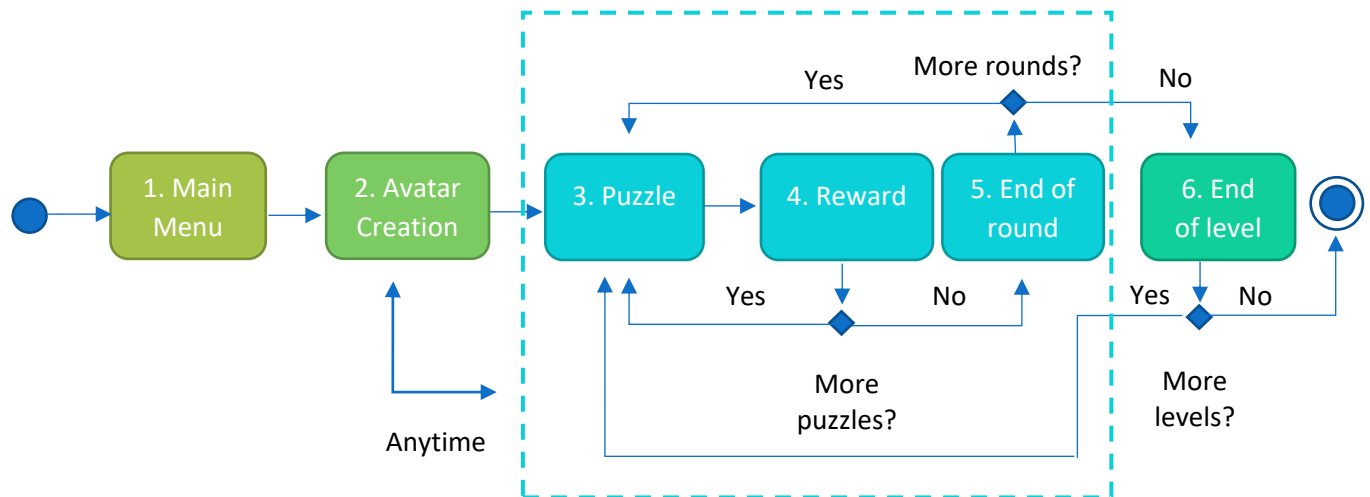 More rounds?
Yes
No
1. Main
Menu
2. Avatar
Creation
3. Puzzle
4. Reward
5. End of
round
6. End
of level
Yes
No
Yes
No
More
puzzles?
More
levels?
Anytime